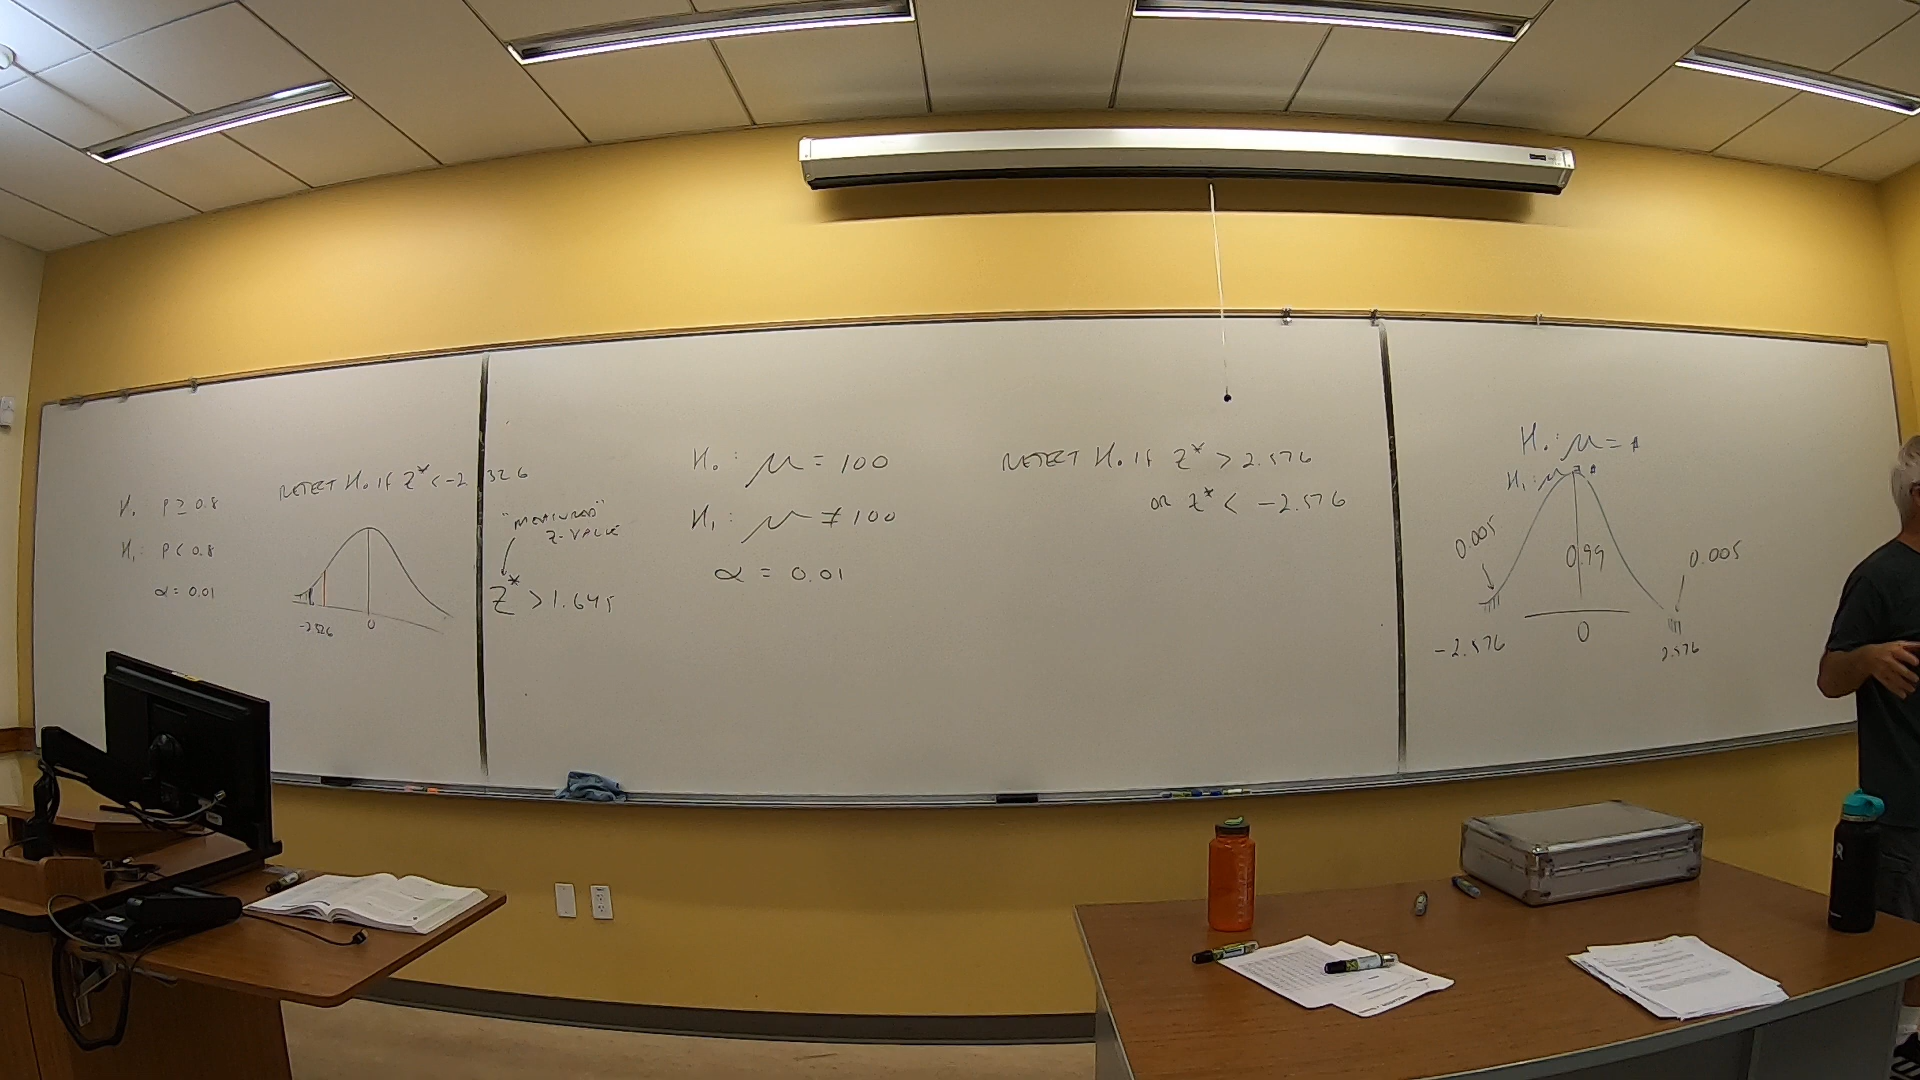 H₀ P ≥ 0.8
H₁: P < 0.8
α = 0.01
REJECT H₀ IF Z* < -2.326
-2.326
0
"MEASURED"
Z-VALUE
Z* > 1.645
H₀: μ = 100
H₁: μ ≠ 100
α = 0.01
REJECT H₀ IF Z* > 2.576
OR Z* < -2.576
H₀: μ = #
H₁: μ ≠ #
0.005
0.99
0.005
-2.576
0
2.576